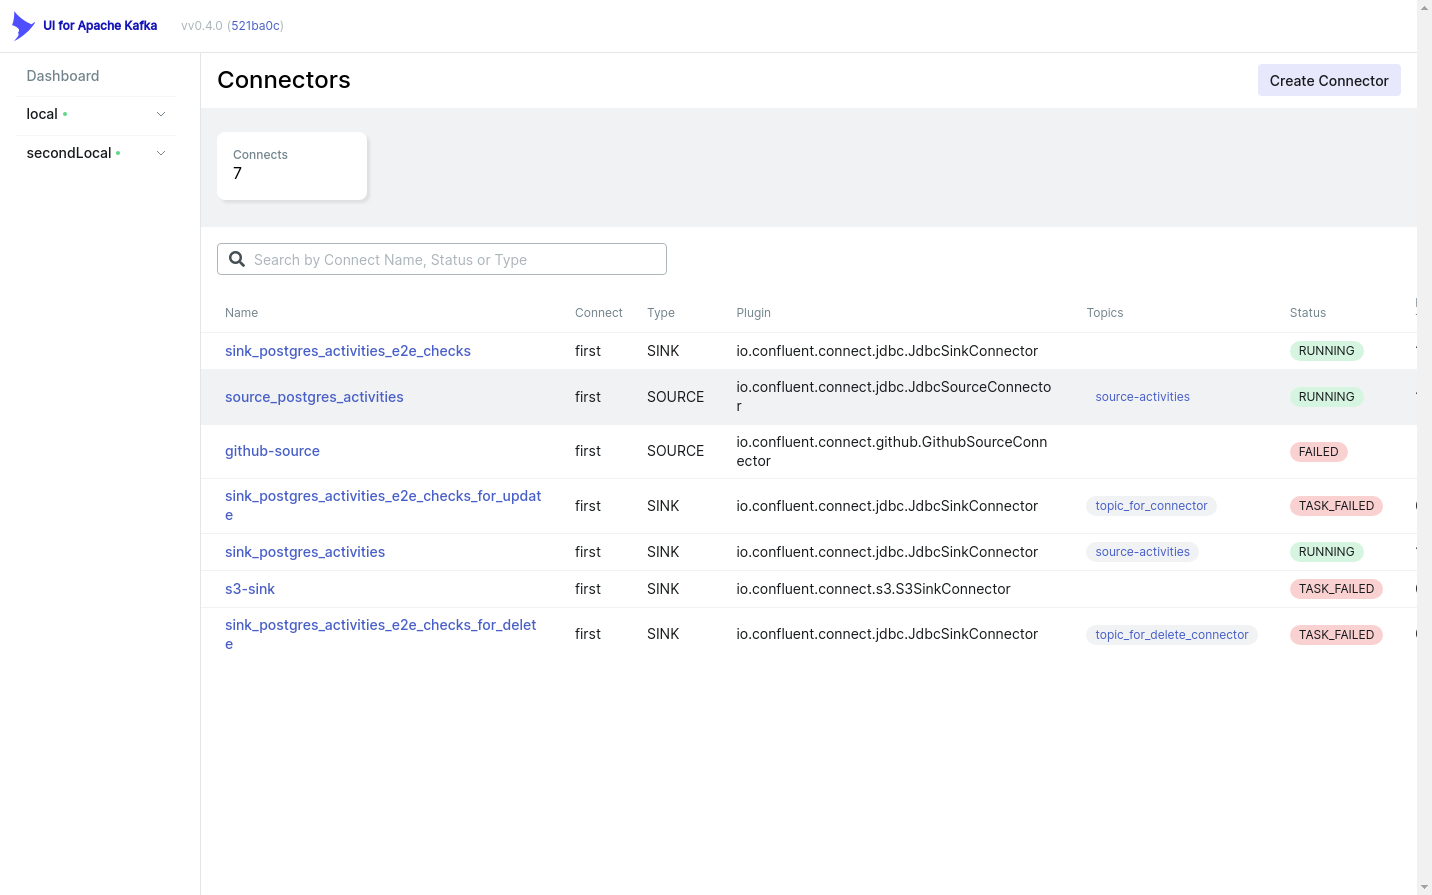 UI for Apache Kafka
vv0.4.0 (521ba0c)
Dashboard
local
secondLocal
Connectors
Create Connector
Connects
7
Search by Connect Name, Status or Type
Name Connect Type Plugin Topics Status
sink_postgres_activities_e2e_checks first SINK io.confluent.connect.jdbc.JdbcSinkConnector RUNNING
source_postgres_activities first SOURCE io.confluent.connect.jdbc.JdbcSourceConnecto
r source-activities RUNNING
github-source first SOURCE io.confluent.connect.github.GithubSourceConn
ector FAILED
sink_postgres_activities_e2e_checks_for_updat
e first SINK io.confluent.connect.jdbc.JdbcSinkConnector topic_for_connector TASK_FAILED
sink_postgres_activities first SINK io.confluent.connect.jdbc.JdbcSinkConnector source-activities RUNNING
s3-sink first SINK io.confluent.connect.s3.S3SinkConnector TASK_FAILED
sink_postgres_activities_e2e_checks_for_delet
e first SINK io.confluent.connect.jdbc.JdbcSinkConnector topic_for_delete_connector TASK_FAILED